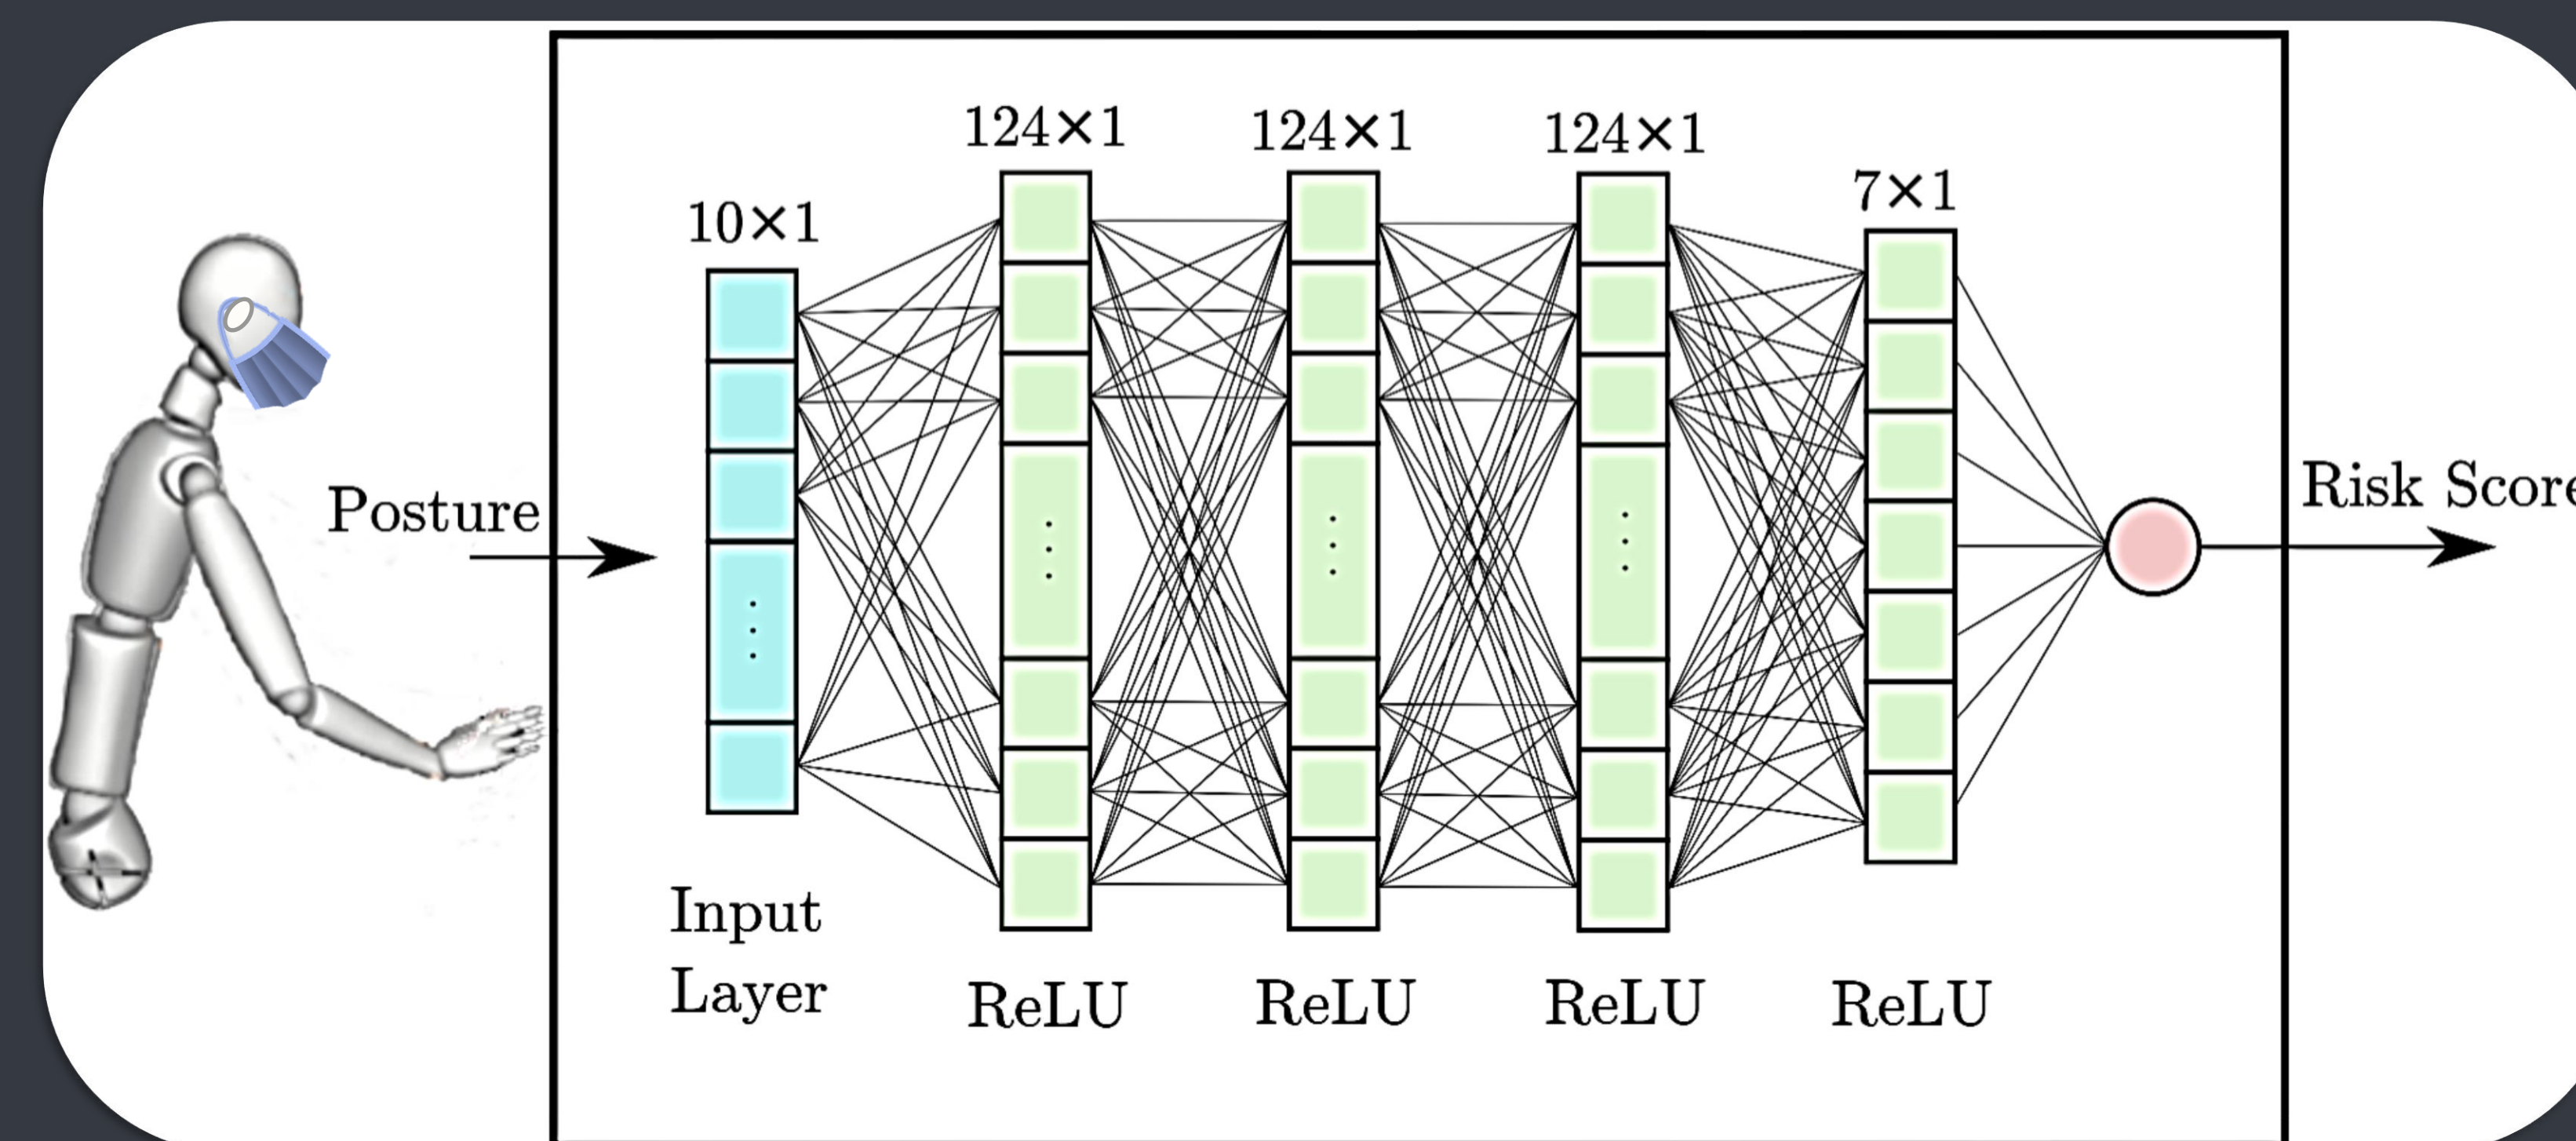 124×1
124×1
124×1
7×1
10×1
Posture
Risk Score
Input
Layer
ReLU
ReLU
ReLU
ReLU